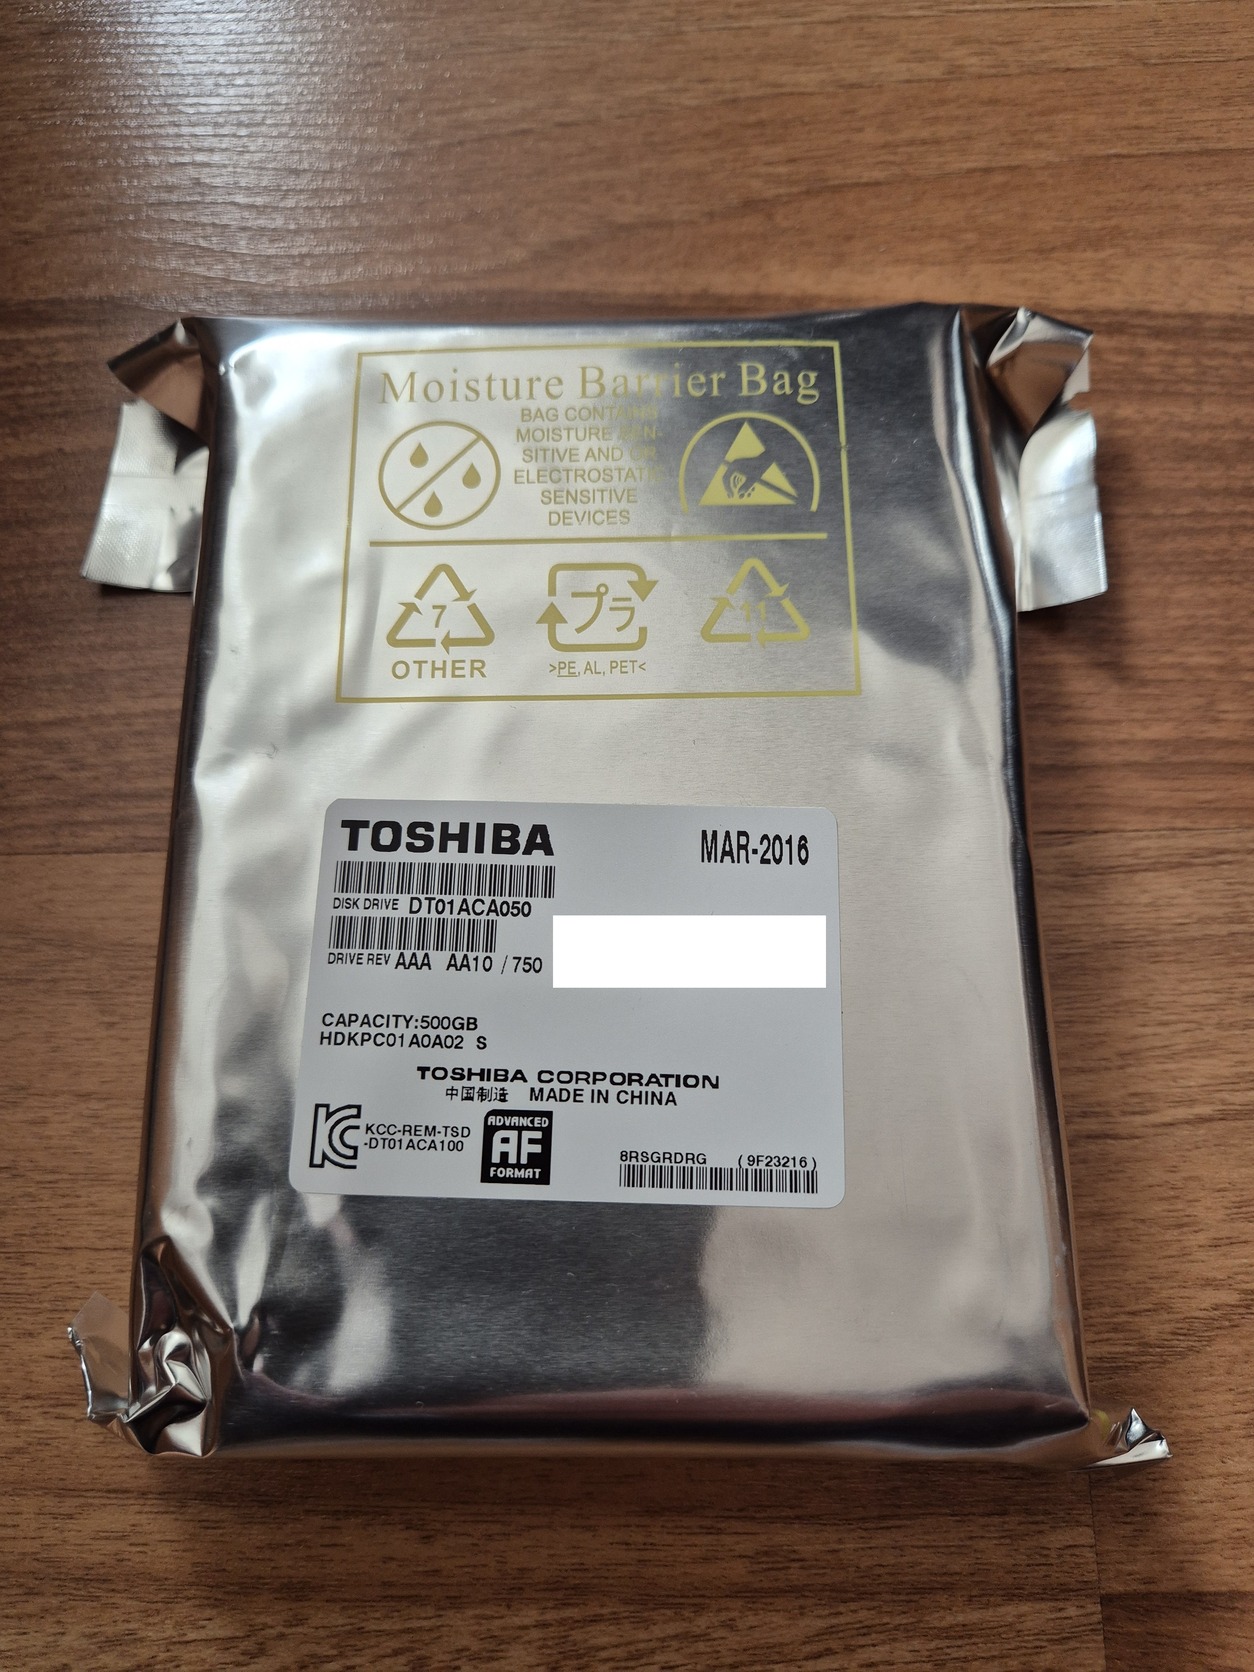 Moisture Barrier Bag
BAG CONTAINS
MOISTURE SEN-
SITIVE AND OR
ELECTROSTATIC
SENSITIVE
DEVICES
7
OTHER
プラ
>PE, AL, PET<
11
TOSHIBA
MAR-2016
DISK DRIVE DT01ACA050
DRIVE REV AAA AA10 / 750
CAPACITY:500GB
HDKPC01A0A02 S
TOSHIBA CORPORATION
中国制造 MADE IN CHINA
KCC-REM-TSD
-DT01ACA100
ADVANCED
AF
FORMAT
8RSGRDRG (9F23216)